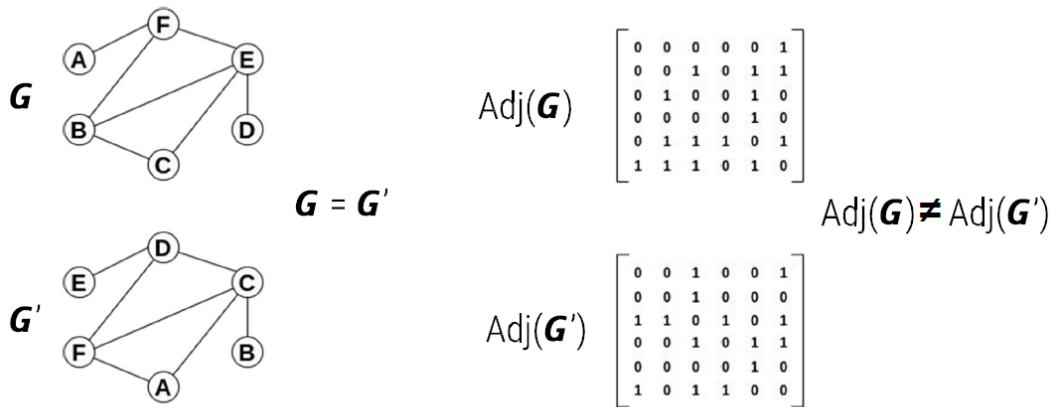 F
A
E
G
B
D
C
Adj(G)
0 0 0 0 0 1
0 0 1 0 1 1
0 1 0 0 1 0
0 0 0 0 1 0
0 1 1 1 0 1
1 1 1 0 1 0
G = G'
Adj(G) ≠ Adj(G')
D
E
C
G'
F
B
A
Adj(G')
0 0 1 0 0 1
0 0 1 0 0 0
1 1 0 1 0 1
0 0 1 0 1 1
0 0 0 0 1 0
1 0 1 1 0 0